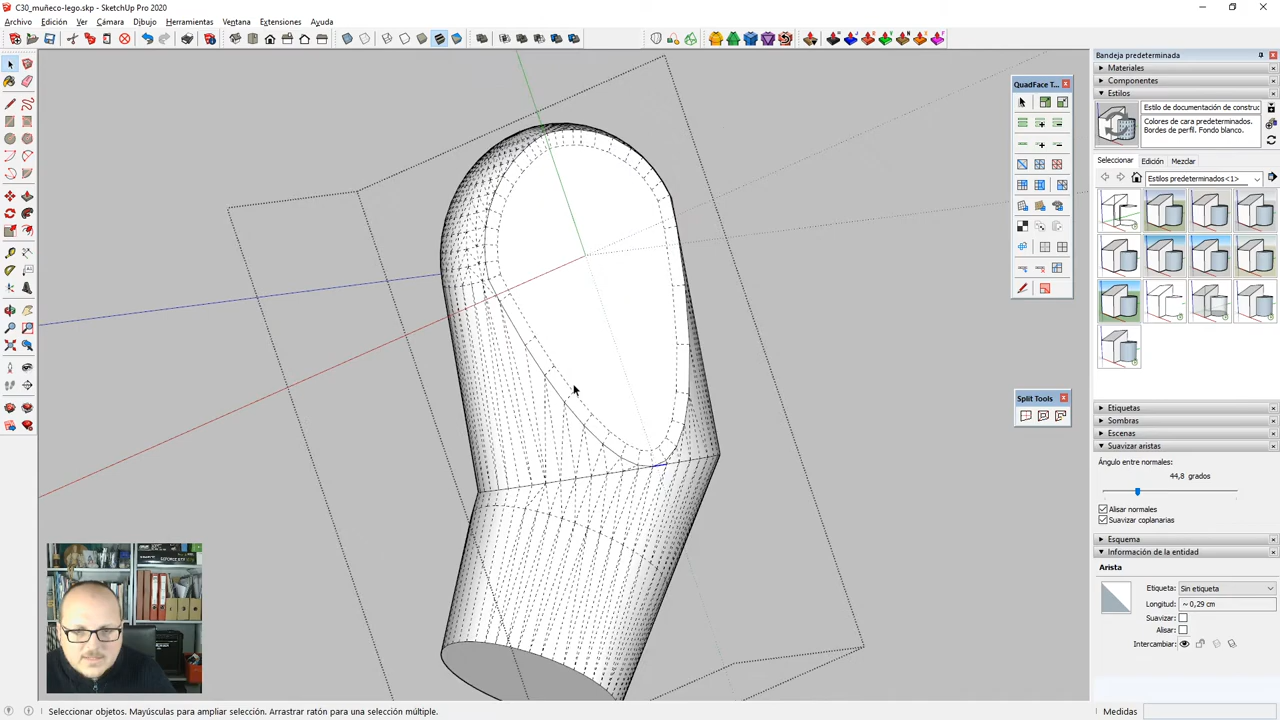 C30_muñeco-lego.skp - SketchUp Pro 2020
Archivo Edición Ver Cámara Dibujo Herramientas Ventana Extensiones Ayuda
Bandeja predeterminada
Materiales
Componentes
Estilos
Estilo de documentación de construc
Colores de cara predeterminados.
Bordes de perfil. Fondo blanco.
Seleccionar Edición Mezclar
Estilos predeterminados<1>
QuadFace T...
Split Tools
Etiquetas
Sombras
Escenas
Suavizar aristas
Ángulo entre normales:
44,8 grados
Alisar normales
Suavizar coplanarias
Esquema
Información de la entidad
Arista
Etiqueta: Sin etiqueta
Longitud: ~ 0,29 cm
Suavizar:
Alisar:
Intercambiar:
Seleccionar objetos. Mayúsculas para ampliar selección. Arrastrar ratón para una selección múltiple.
Medidas